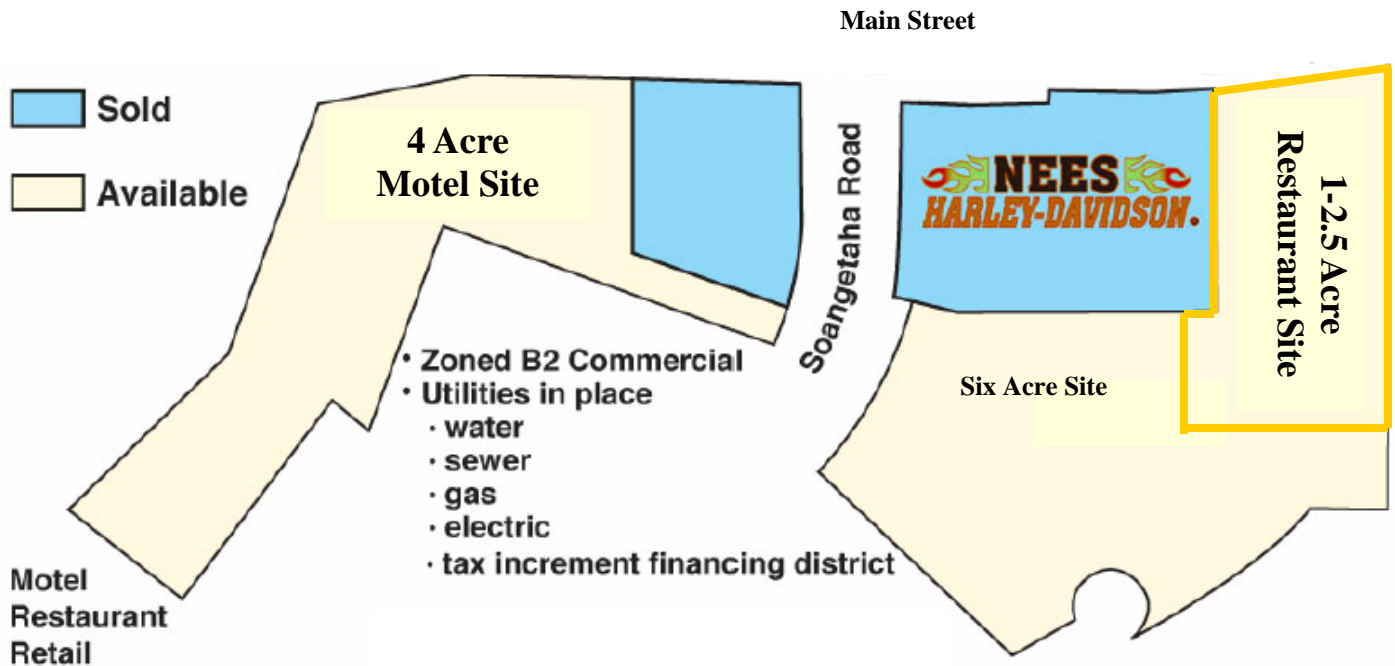 Main Street
Sold
Available
4 Acre
Motel Site
Soangetaha Road
NEES
HARLEY-DAVIDSON.
1-2.5 Acre
Restaurant Site
Six Acre Site
• Zoned B2 Commercial
• Utilities in place
· water
· sewer
· gas
· electric
· tax increment financing district
Motel
Restaurant
Retail